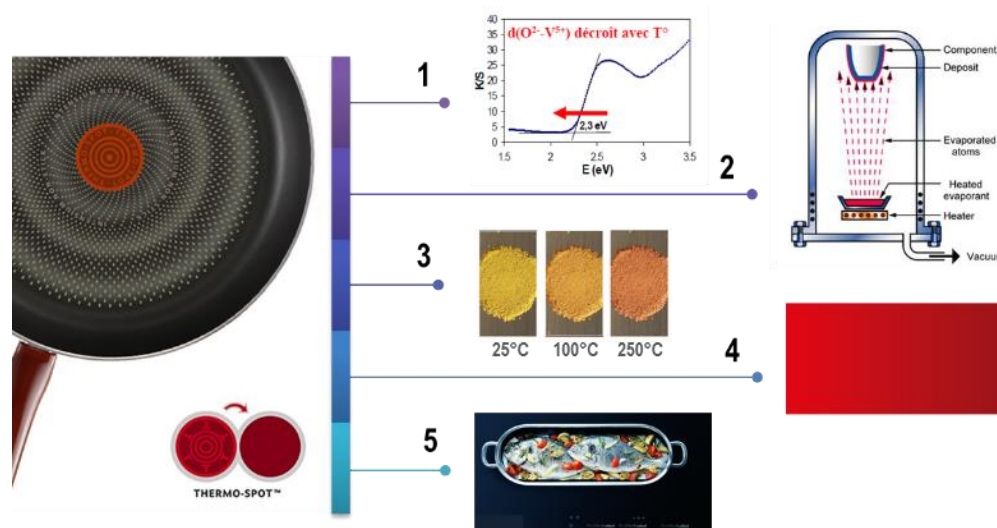 THERMO-SPOT™
1
d(O²⁻-V⁵⁺) décroît avec T°
K/S
40
35
30
25
20
15
10
5
0
2,3 eV
1.5
2
2.5
3
3.5
E (eV)
2
Component
Deposit
Evaporated
atoms
Heated
evaporant
Heater
Vacuu
3
25°C
100°C
250°C
4
5